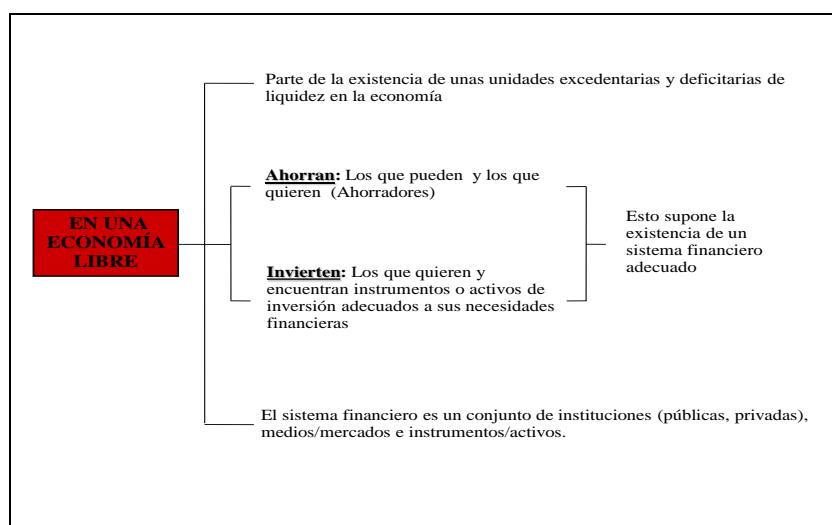 Parte de la existencia de unas unidades excedentarias y deficitarias de
liquidez en la economía
Ahorran: Los que pueden y los que
quieren (Ahorradores)
EN UNA
ECONOMÍA
LIBRE
Esto supone la
existencia de un
sistema financiero
adecuado
Invierten: Los que quieren y
encuentran instrumentos o activos de
inversión adecuados a sus necesidades
financieras
El sistema financiero es un conjunto de instituciones (públicas, privadas),
medios/mercados e instrumentos/activos.